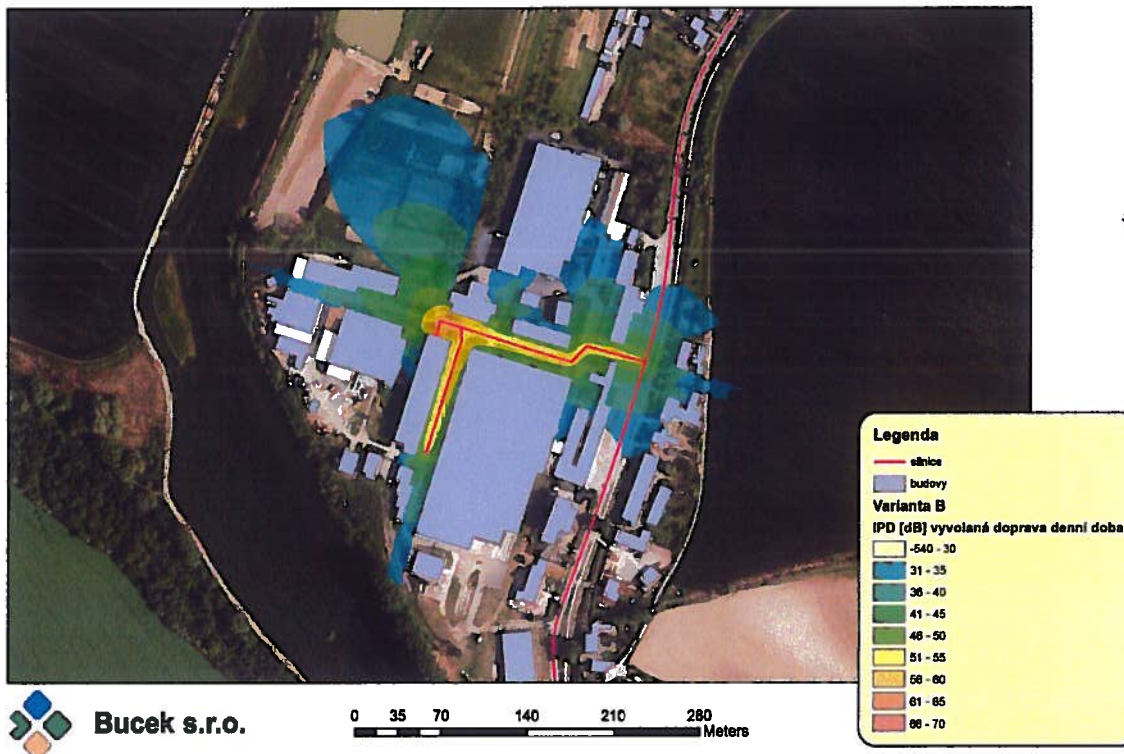 Legenda
silnice
budovy
Varianta B
IPD [dB] vyvolaná doprava denní doba
-540 - 30
31 - 35
36 - 40
41 - 45
46 - 50
51 - 55
56 - 60
61 - 65
66 - 70
Bucek s.r.o.
0 35 70 140 210 280
Meters